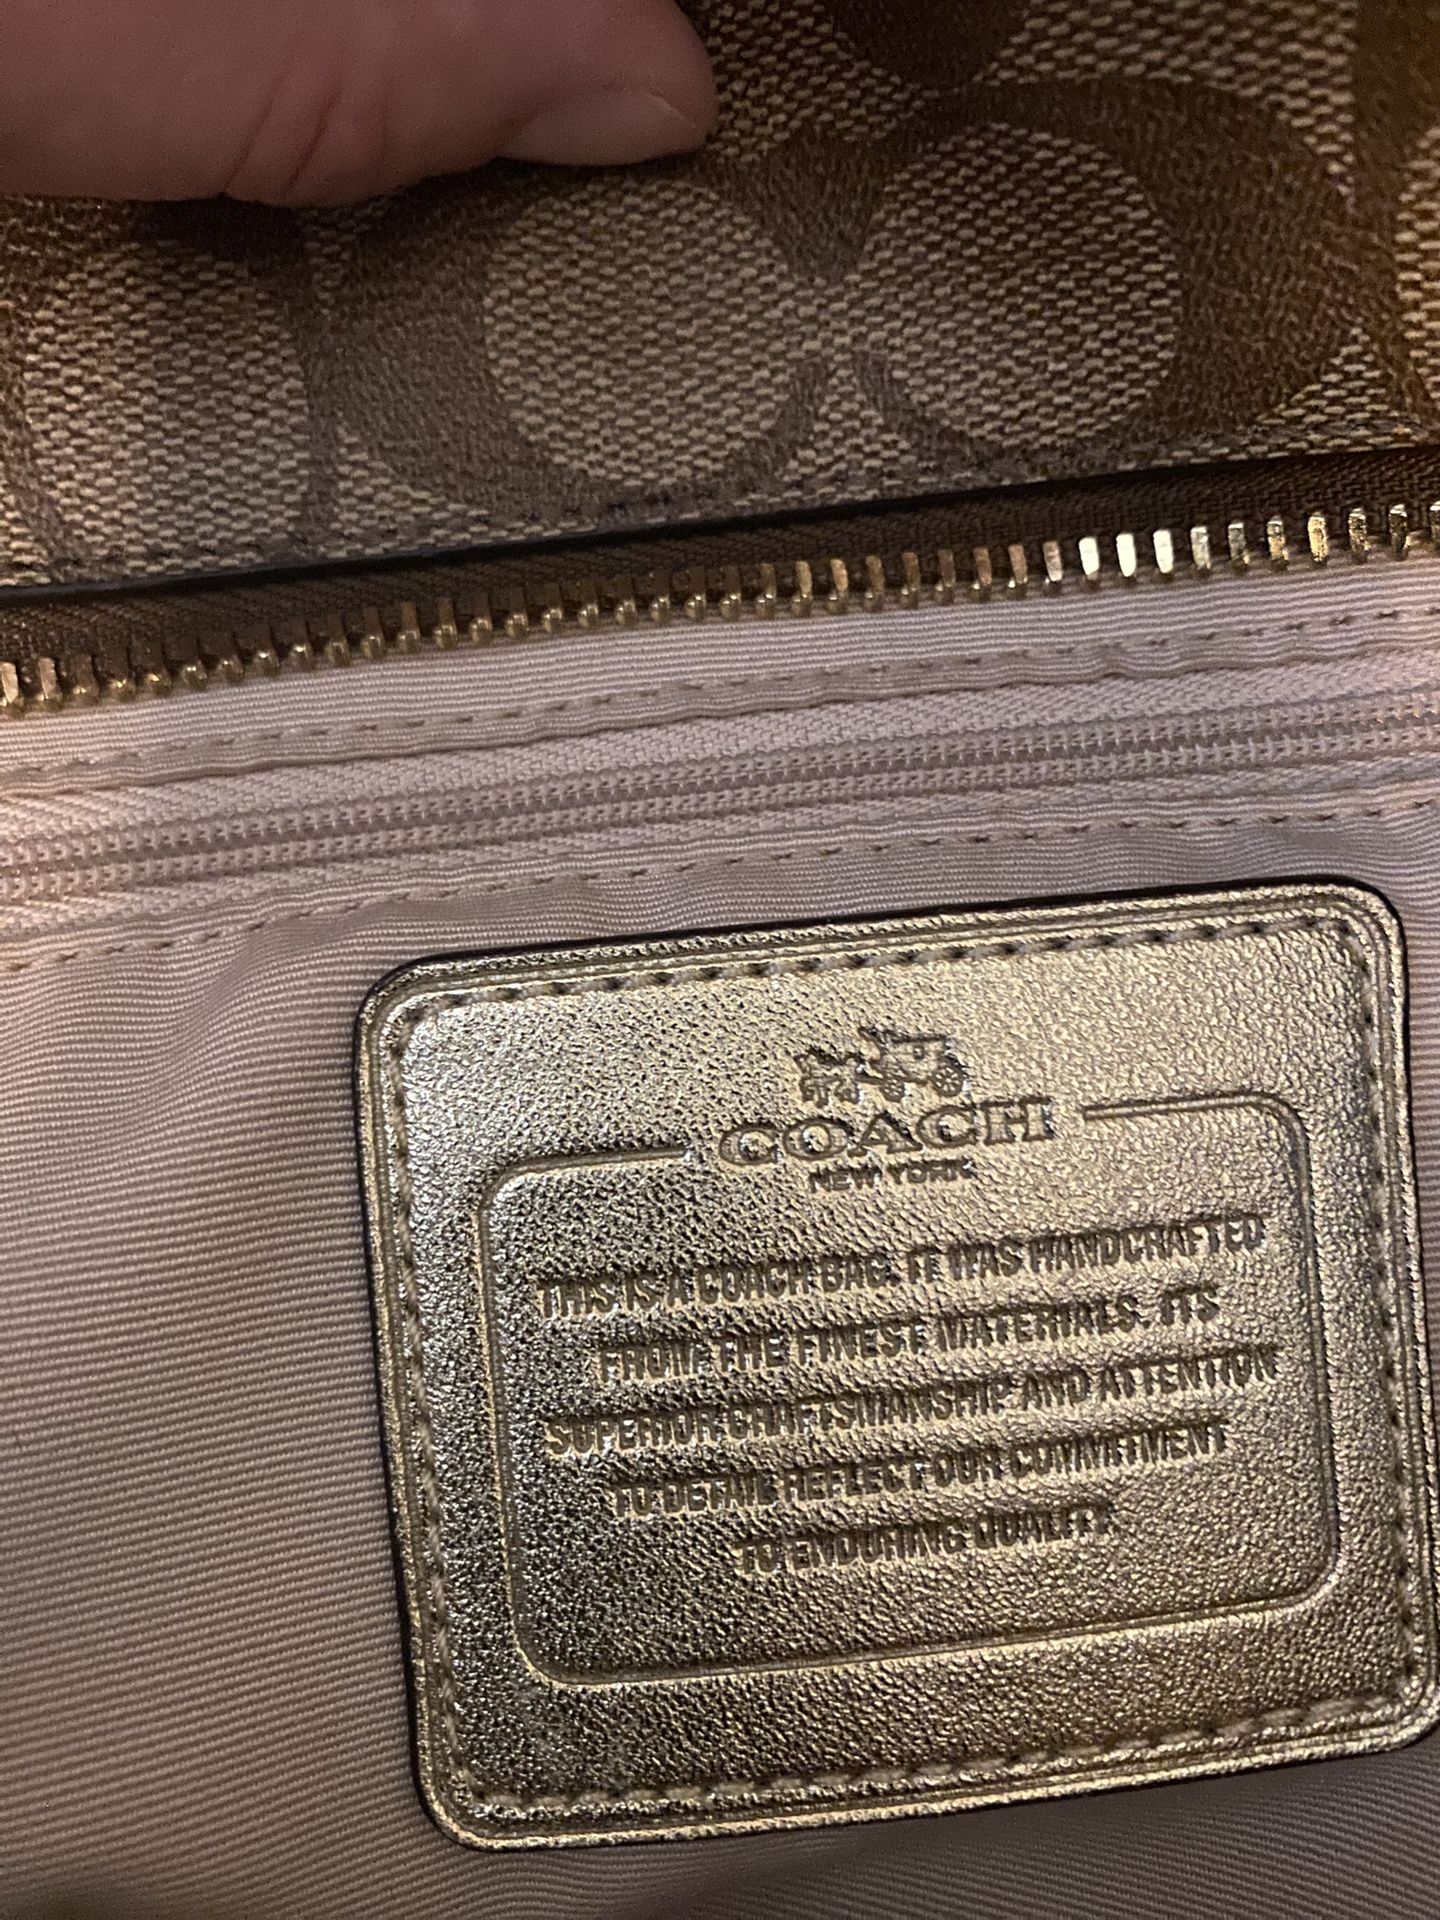 COACH
NEW YORK
THIS IS A COACH BAG. IT WAS HANDCRAFTED
FROM THE FINEST MATERIALS. ITS
SUPERIOR CRAFTSMANSHIP AND ATTENTION
TO DETAIL REFLECT OUR COMMITMENT
TO ENDURING QUALITY.